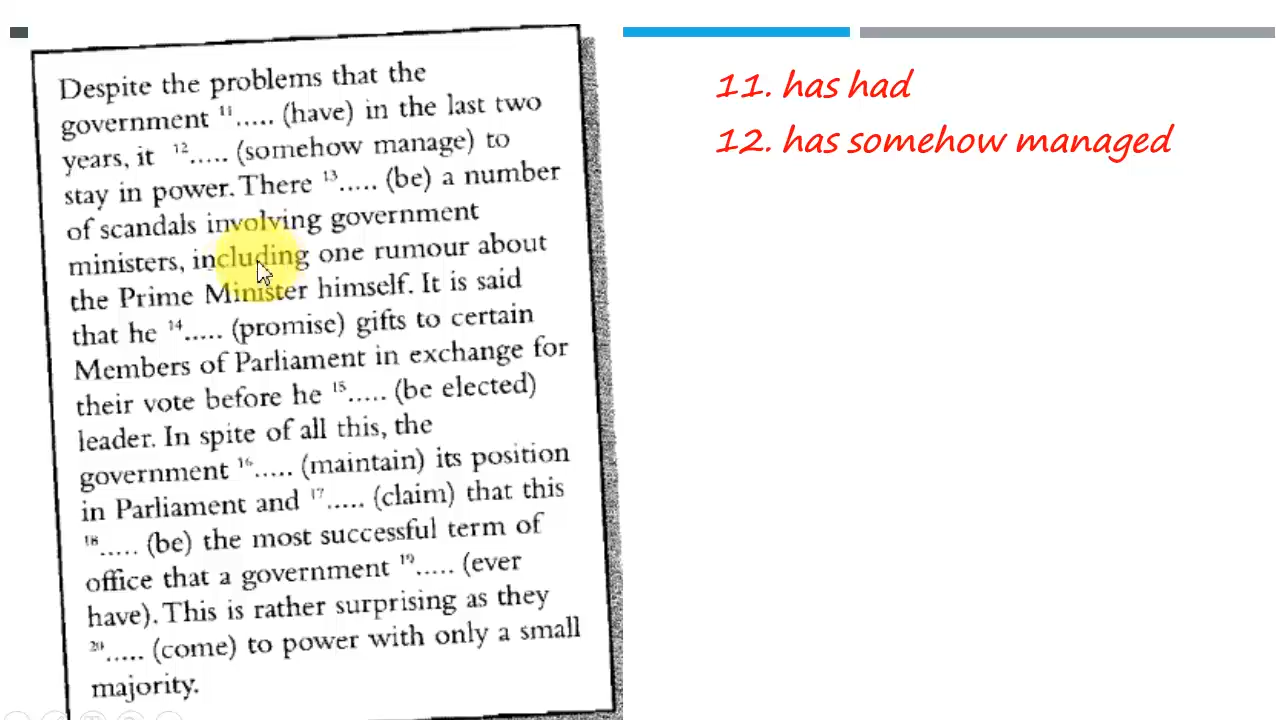 Despite the problems that the
government 11..... (have) in the last two
years, it 12..... (somehow manage) to
stay in power. There 13..... (be) a number
of scandals involving government
ministers, including one rumour about
the Prime Minister himself. It is said
that he 14..... (promise) gifts to certain
Members of Parliament in exchange for
their vote before he 15..... (be elected)
leader. In spite of all this, the
government 16..... (maintain) its position
in Parliament and 17..... (claim) that this
18..... (be) the most successful term of
office that a government 19..... (ever
have). This is rather surprising as they
20..... (come) to power with only a small
majority.
11. has had
12. has somehow managed